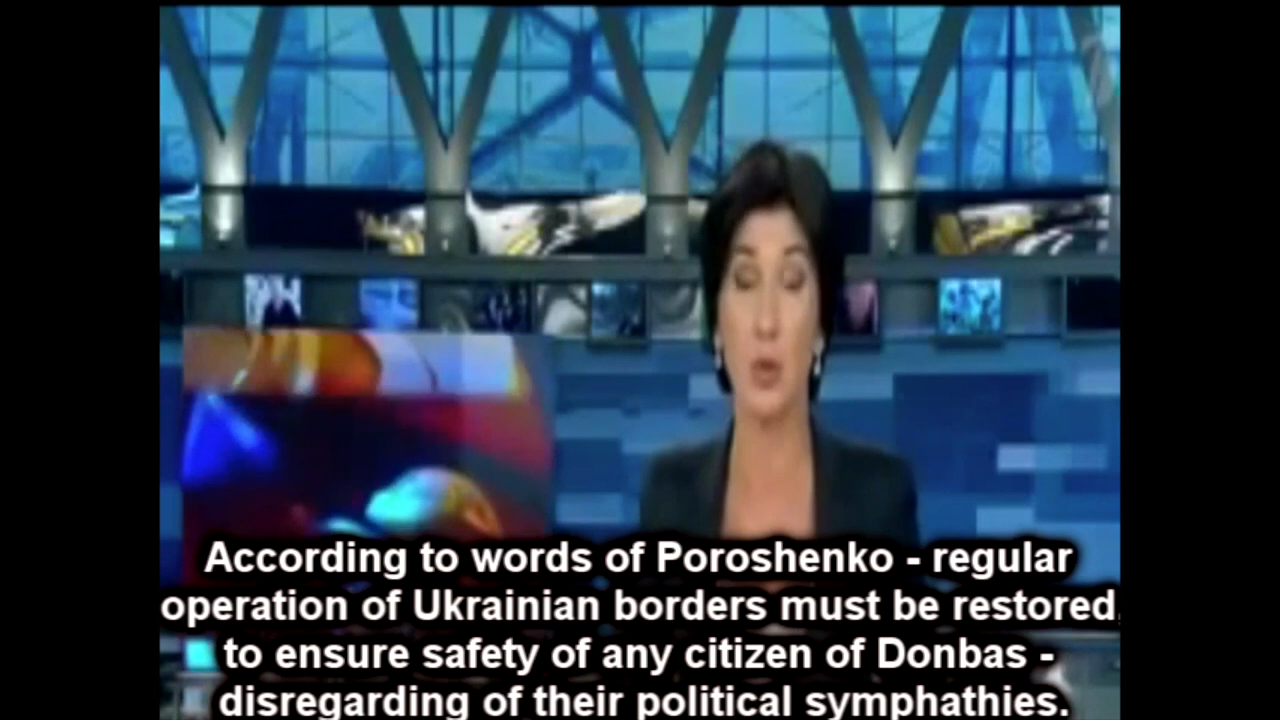 According to words of Poroshenko - regular
operation of Ukrainian borders must be restored,
to ensure safety of any citizen of Donbas -
disregarding of their political symphathies.